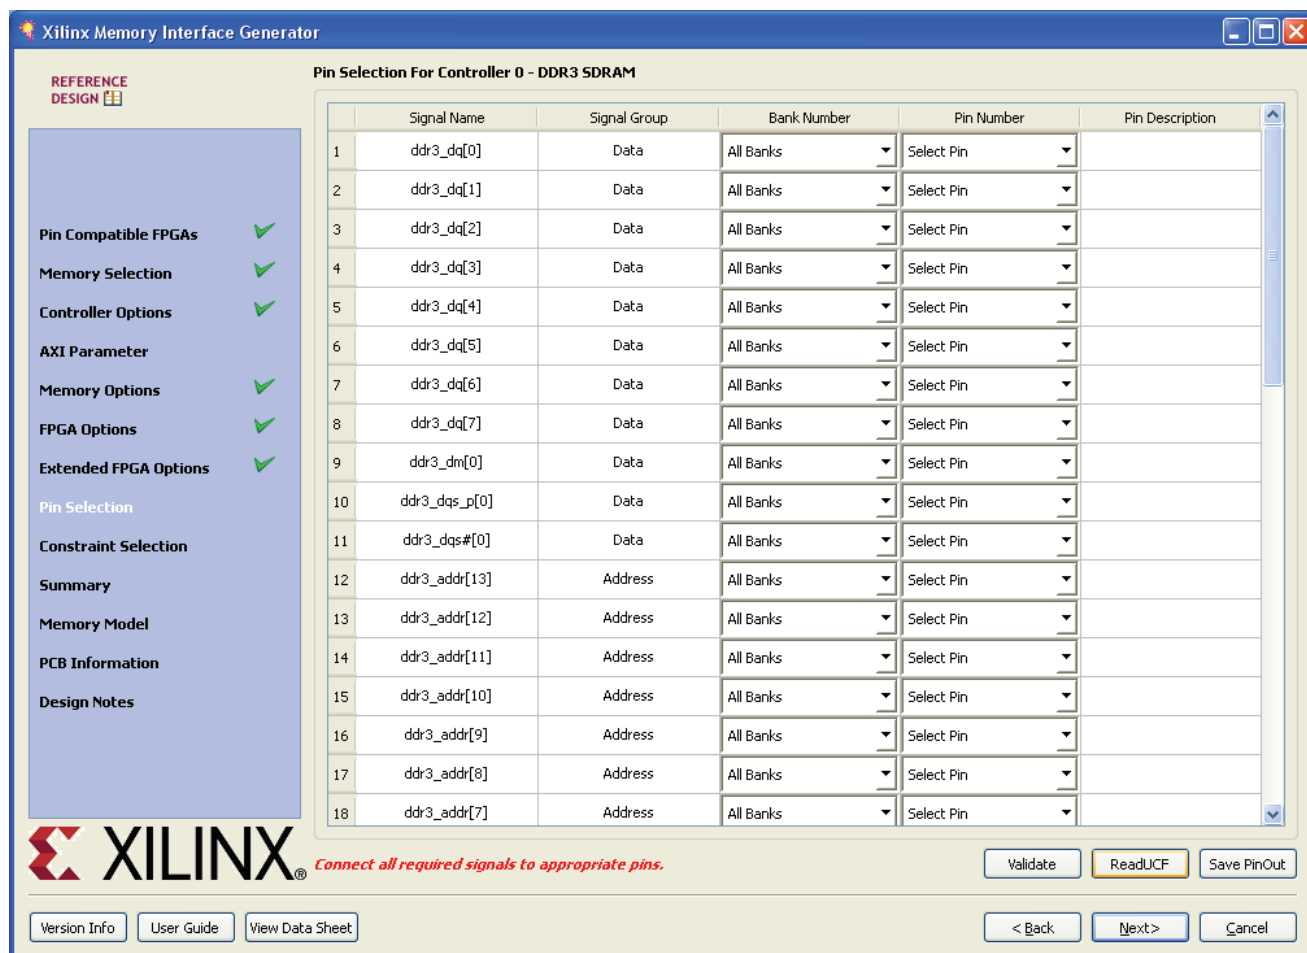 Xilinx Memory Interface Generator
REFERENCE
DESIGN
Pin Compatible FPGAs
Memory Selection
Controller Options
AXI Parameter
Memory Options
FPGA Options
Extended FPGA Options
Pin Selection
Constraint Selection
Summary
Memory Model
PCB Information
Design Notes
XILINX®
Pin Selection For Controller 0 - DDR3 SDRAM
Signal Name Signal Group Bank Number Pin Number Pin Description
1 ddr3_dq[0] Data All Banks Select Pin
2 ddr3_dq[1] Data All Banks Select Pin
3 ddr3_dq[2] Data All Banks Select Pin
4 ddr3_dq[3] Data All Banks Select Pin
5 ddr3_dq[4] Data All Banks Select Pin
6 ddr3_dq[5] Data All Banks Select Pin
7 ddr3_dq[6] Data All Banks Select Pin
8 ddr3_dq[7] Data All Banks Select Pin
9 ddr3_dm[0] Data All Banks Select Pin
10 ddr3_dqs_p[0] Data All Banks Select Pin
11 ddr3_dqs#[0] Data All Banks Select Pin
12 ddr3_addr[13] Address All Banks Select Pin
13 ddr3_addr[12] Address All Banks Select Pin
14 ddr3_addr[11] Address All Banks Select Pin
15 ddr3_addr[10] Address All Banks Select Pin
16 ddr3_addr[9] Address All Banks Select Pin
17 ddr3_addr[8] Address All Banks Select Pin
18 ddr3_addr[7] Address All Banks Select Pin
Connect all required signals to appropriate pins.
Validate ReadUCF Save PinOut
Version Info User Guide View Data Sheet < Back Next> Cancel